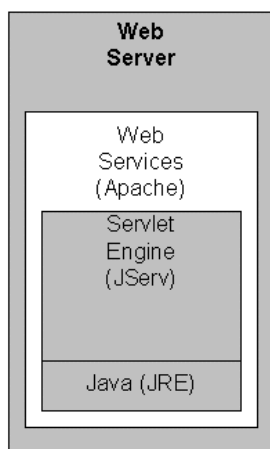 Web
Server
Web
Services
(Apache)
Servlet
Engine
(JServ)
Java (JRE)